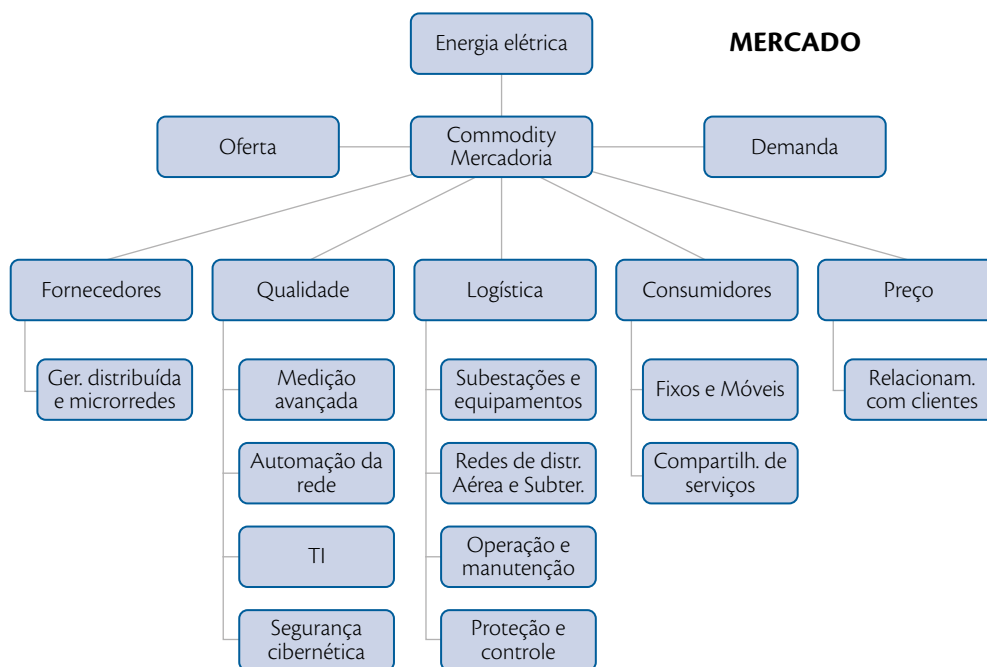 Energia elétrica
MERCADO
Oferta
Commodity
Mercadoria
Demanda
Fornecedores
Qualidade
Logística
Consumidores
Preço
Ger. distribuída
e microrredes
Medição
avançada
Subestações e
equipamentos
Fixos e Móveis
Relacionam.
com clientes
Automação da
rede
Redes de distr.
Aérea e Subter.
Compartilh. de
serviços
TI
Operação e
manutenção
Segurança
cibernética
Proteção e
controle